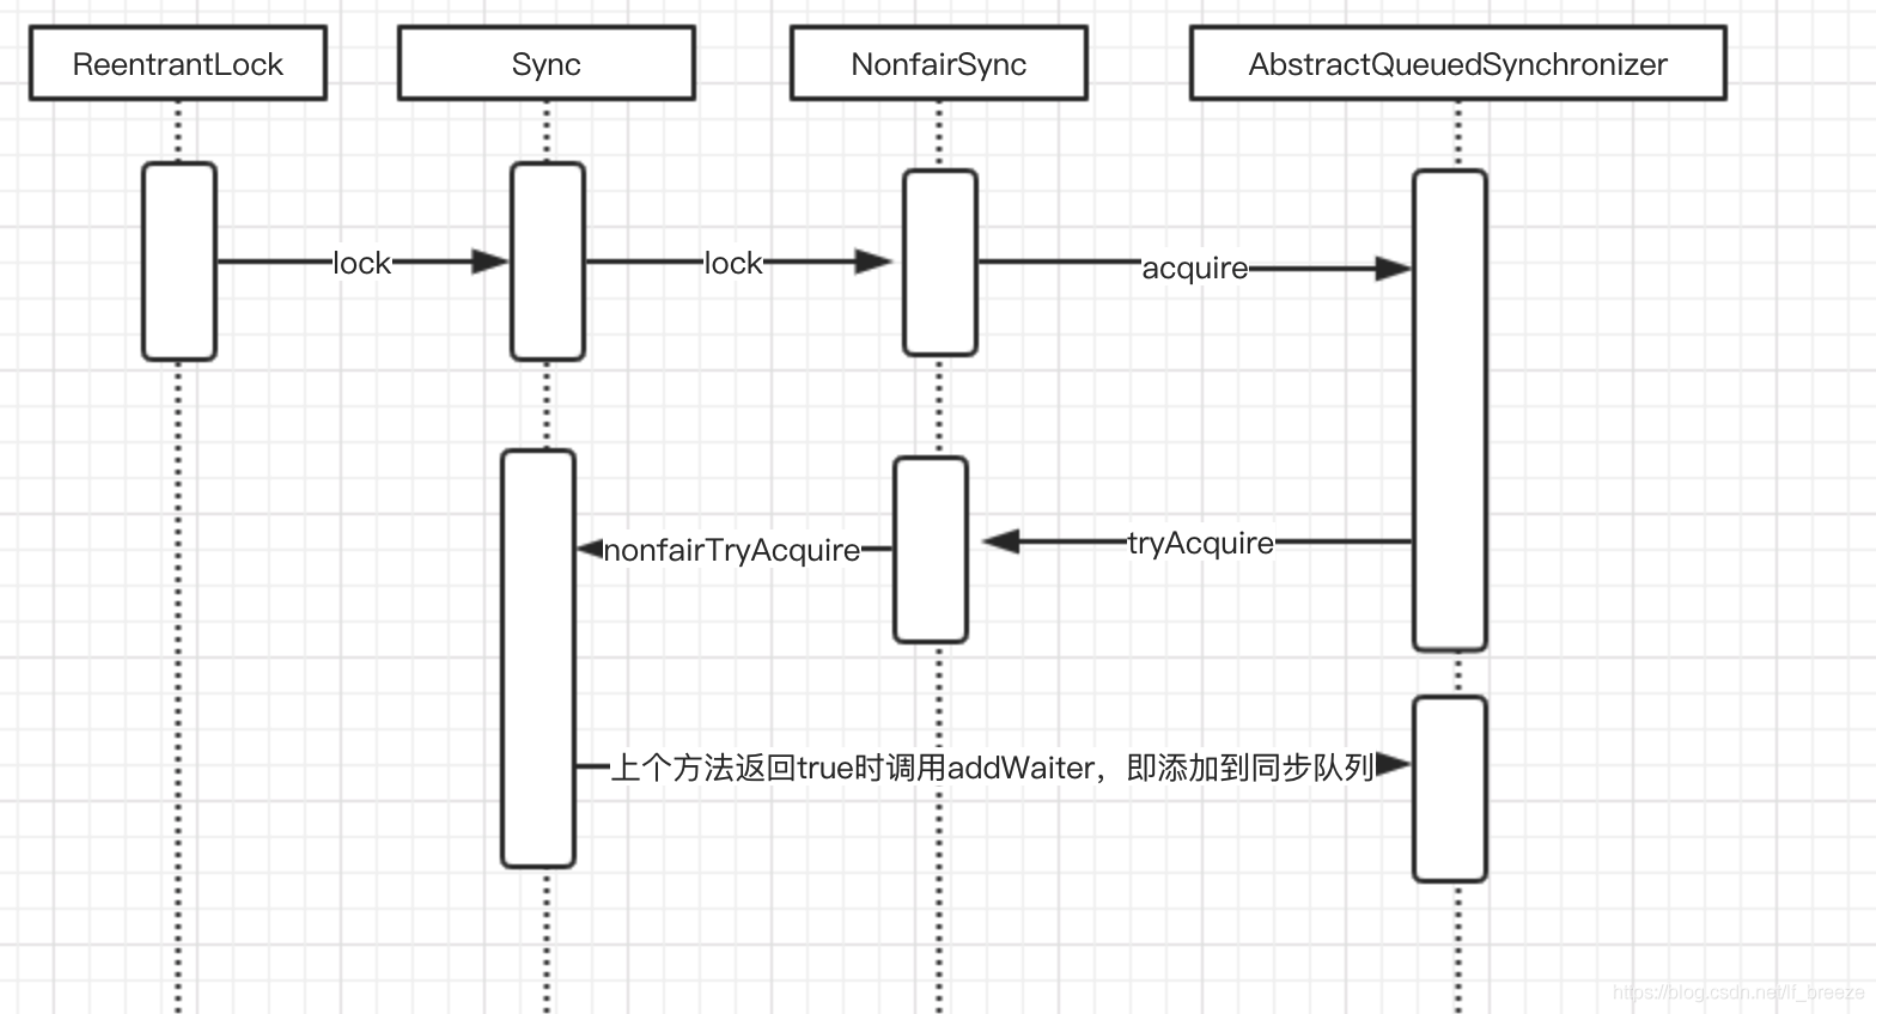 ReentrantLock
Sync
NonfairSync
AbstractQueuedSynchronizer
lock
lock
acquire
nonfairTryAcquire
tryAcquire
上个方法返回true时调用addWaiter，即添加到同步队列
https://blog.csdn.net/lf_breeze